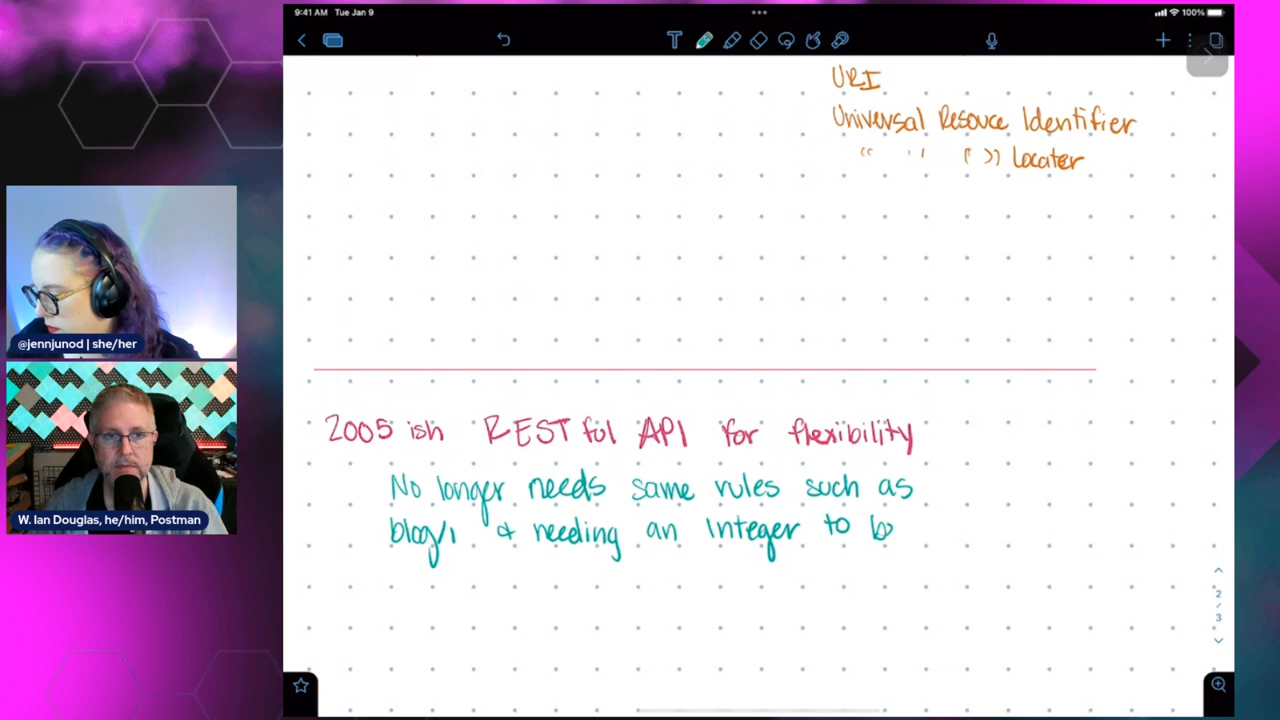 9:41 AM Tue Jan 9
100%
T
URI
Universal Resouce Identifier
" " " Locater
2005 ish RESTful API for flexibility
No longer needs same rules such as
blog/1 & needing an integer to b
@jennjunod | she/her
W. Ian Douglas, he/him, Postman
2
/
3